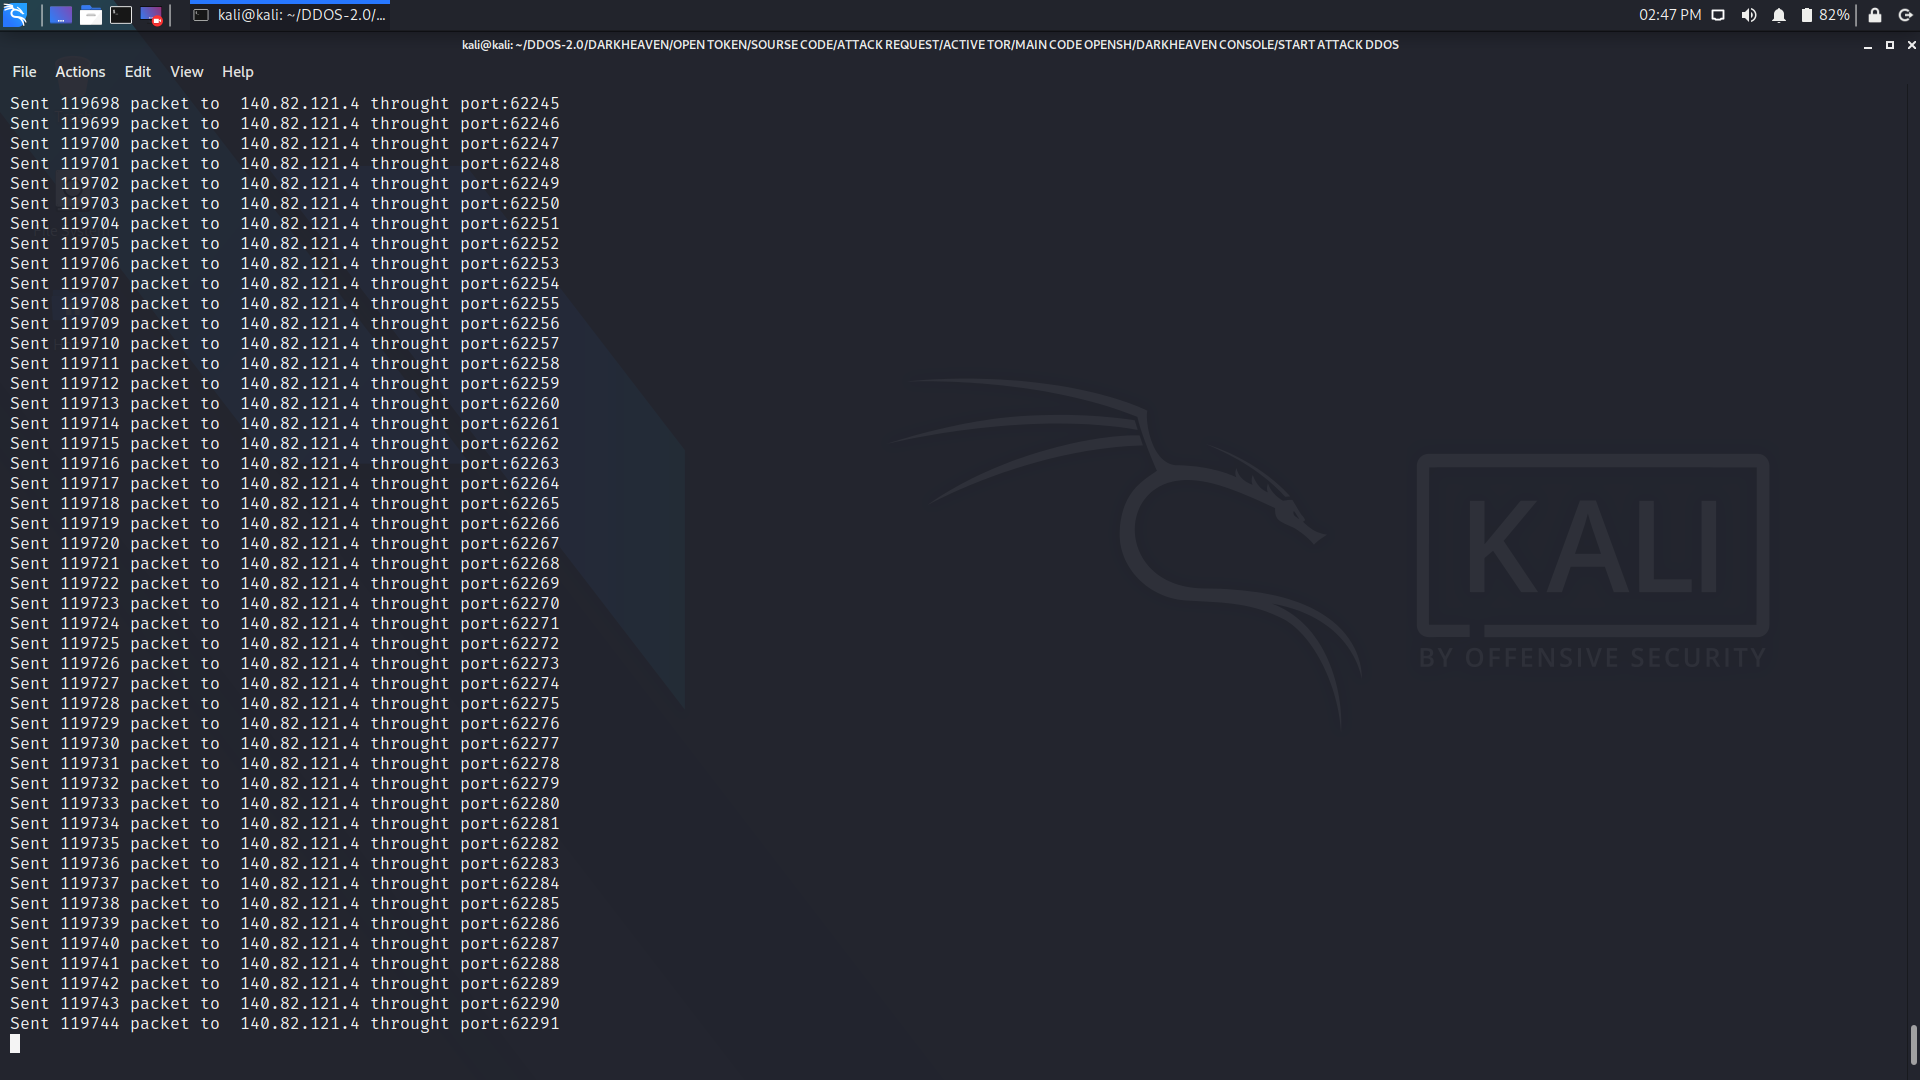 kali@kali: ~/DDOS-2.0/...
02:47 PM
82%
kali@kali: ~/DDOS-2.0/DARKHEAVEN/OPEN TOKEN/SOURSE CODE/ATTACK REQUEST/ACTIVE TOR/MAIN CODE OPENSH/DARKHEAVEN CONSOLE/START ATTACK DDOS
File Actions Edit View Help
Sent 119698 packet to  140.82.121.4 throught port:62245
Sent 119699 packet to  140.82.121.4 throught port:62246
Sent 119700 packet to  140.82.121.4 throught port:62247
Sent 119701 packet to  140.82.121.4 throught port:62248
Sent 119702 packet to  140.82.121.4 throught port:62249
Sent 119703 packet to  140.82.121.4 throught port:62250
Sent 119704 packet to  140.82.121.4 throught port:62251
Sent 119705 packet to  140.82.121.4 throught port:62252
Sent 119706 packet to  140.82.121.4 throught port:62253
Sent 119707 packet to  140.82.121.4 throught port:62254
Sent 119708 packet to  140.82.121.4 throught port:62255
Sent 119709 packet to  140.82.121.4 throught port:62256
Sent 119710 packet to  140.82.121.4 throught port:62257
Sent 119711 packet to  140.82.121.4 throught port:62258
Sent 119712 packet to  140.82.121.4 throught port:62259
Sent 119713 packet to  140.82.121.4 throught port:62260
Sent 119714 packet to  140.82.121.4 throught port:62261
Sent 119715 packet to  140.82.121.4 throught port:62262
Sent 119716 packet to  140.82.121.4 throught port:62263
Sent 119717 packet to  140.82.121.4 throught port:62264
Sent 119718 packet to  140.82.121.4 throught port:62265
Sent 119719 packet to  140.82.121.4 throught port:62266
Sent 119720 packet to  140.82.121.4 throught port:62267
Sent 119721 packet to  140.82.121.4 throught port:62268
Sent 119722 packet to  140.82.121.4 throught port:62269
Sent 119723 packet to  140.82.121.4 throught port:62270
Sent 119724 packet to  140.82.121.4 throught port:62271
Sent 119725 packet to  140.82.121.4 throught port:62272
Sent 119726 packet to  140.82.121.4 throught port:62273
Sent 119727 packet to  140.82.121.4 throught port:62274
Sent 119728 packet to  140.82.121.4 throught port:62275
Sent 119729 packet to  140.82.121.4 throught port:62276
Sent 119730 packet to  140.82.121.4 throught port:62277
Sent 119731 packet to  140.82.121.4 throught port:62278
Sent 119732 packet to  140.82.121.4 throught port:62279
Sent 119733 packet to  140.82.121.4 throught port:62280
Sent 119734 packet to  140.82.121.4 throught port:62281
Sent 119735 packet to  140.82.121.4 throught port:62282
Sent 119736 packet to  140.82.121.4 throught port:62283
Sent 119737 packet to  140.82.121.4 throught port:62284
Sent 119738 packet to  140.82.121.4 throught port:62285
Sent 119739 packet to  140.82.121.4 throught port:62286
Sent 119740 packet to  140.82.121.4 throught port:62287
Sent 119741 packet to  140.82.121.4 throught port:62288
Sent 119742 packet to  140.82.121.4 throught port:62289
Sent 119743 packet to  140.82.121.4 throught port:62290
Sent 119744 packet to  140.82.121.4 throught port:62291
KALI
BY OFFENSIVE SECURITY